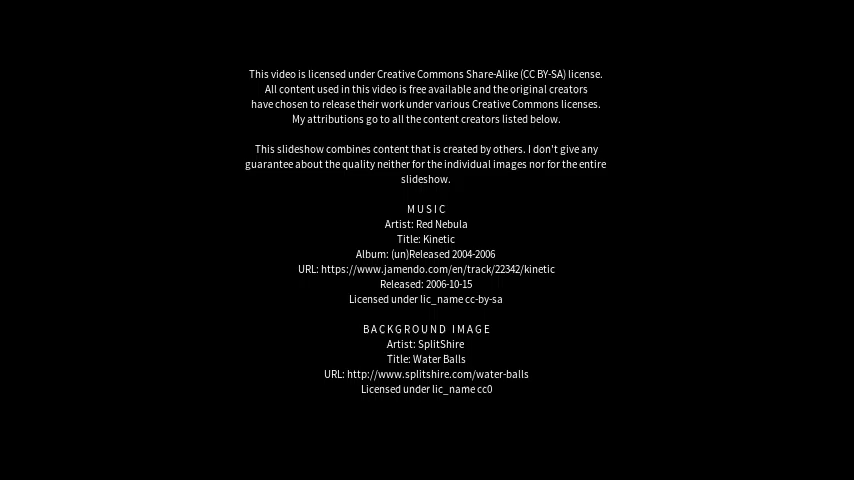 This video is licensed under Creative Commons Share-Alike (CC BY-SA) license.
All content used in this video is free available and the original creators
have chosen to release their work under various Creative Commons licenses.
My attributions go to all the content creators listed below.
This slideshow combines content that is created by others. I don't give any
guarantee about the quality neither for the individual images nor for the entire
slideshow.
MUSIC
Artist: Red Nebula
Title: Kinetic
Album: (un)Released 2004-2006
URL: https://www.jamendo.com/en/track/22342/kinetic
Released: 2006-10-15
Licensed under lic_name cc-by-sa
BACKGROUND IMAGE
Artist: SplitShire
Title: Water Balls
URL: http://www.splitshire.com/water-balls
Licensed under lic_name cc0